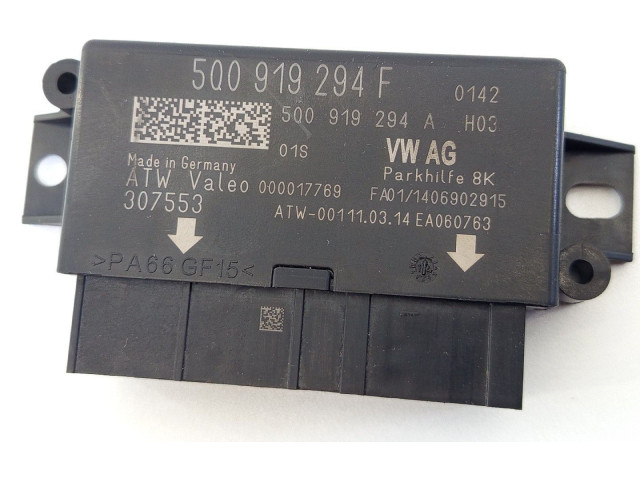 5Q0 919 294 F 0142
5Q0 919 294 A H03
01S VW AG
Made in Germany Parkhilfe 8K
ATW Valeo 000017769 FA01/1406902915
307553 ATW-00111.03.14 EA060763
>PA66 GF15<